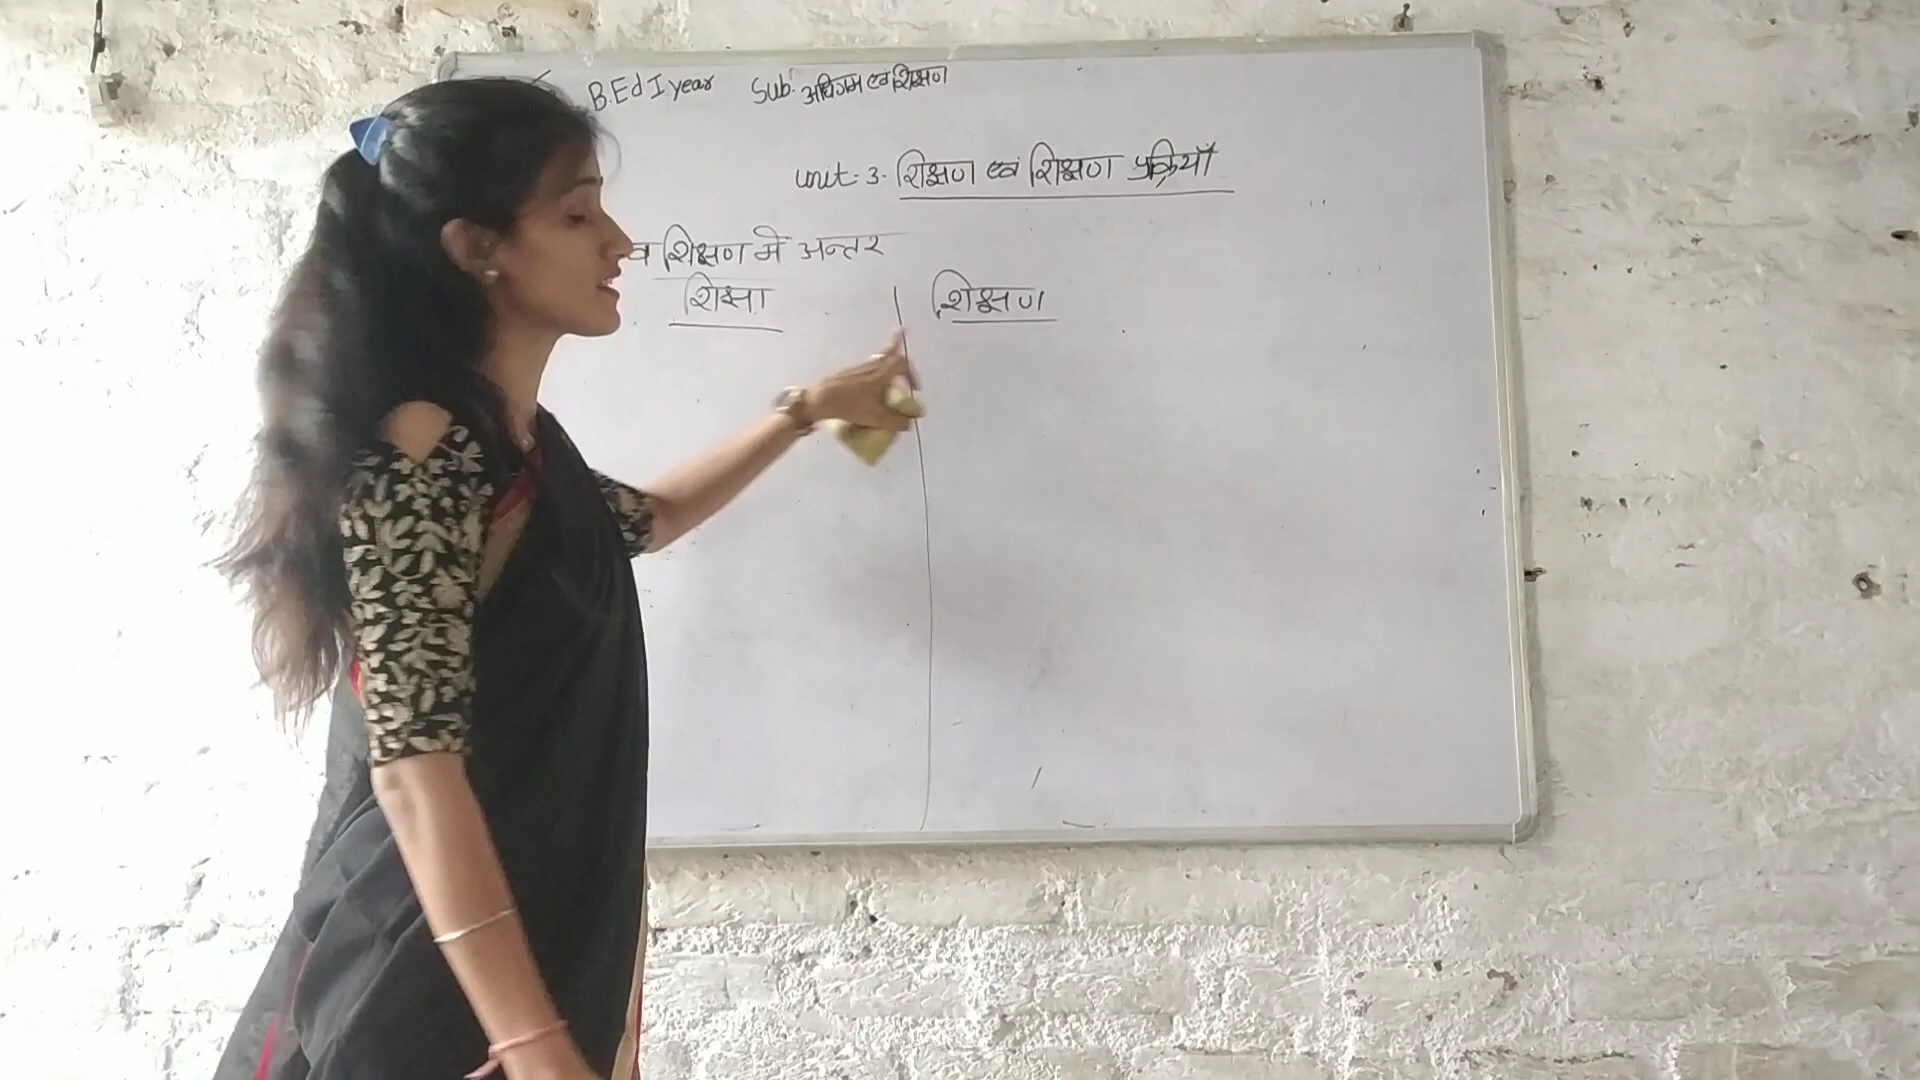 B.Ed I year Sub: अधिगम एवं शिक्षण
unit-3. शिक्षण एवं शिक्षण प्रक्रियाँ
व शिक्षण मे अन्तर
शिक्षा शिक्षण